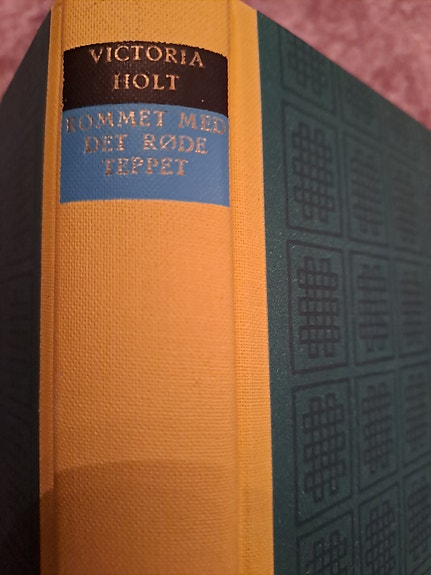 VICTORIA
HOLT
ROMMET MED
DET RØDE
TEPPET